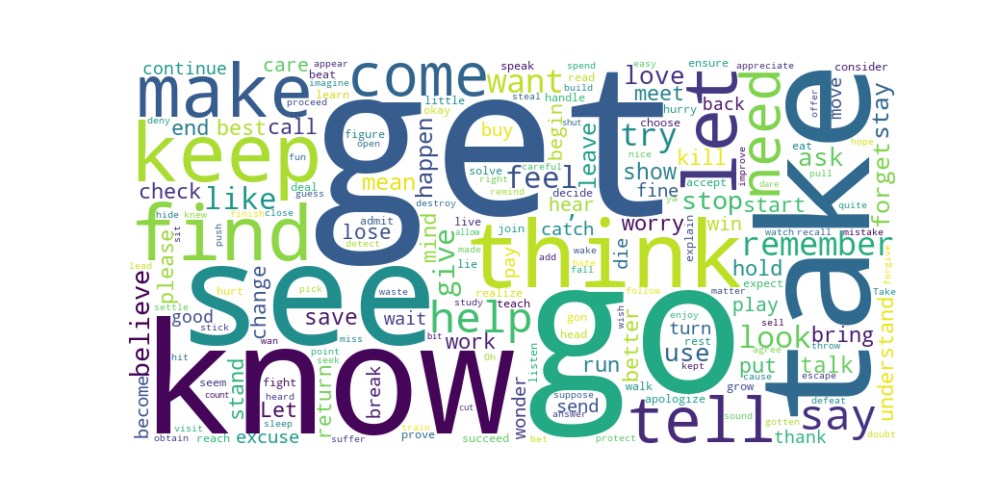 get
take
go
know
see
think
find
make
keep
come
tell
need
let
help
say
want
try
feel
like
look
remember
give
stop
love
believe
use
leave
call
show
bring
talk
lose
mean
save
wait
work
run
send
turn
put
play
hold
change
better
understand
forget
stay
start
ask
kill
win
worry
fine
meet
back
move
happen
buy
begin
hear
catch
mind
pay
die
wonder
excuse
return
stand
break
Let
good
please
check
end
best
care
continue
become
thank
speak
beat
appear
imagine
learn
proceed
deny
fun
figure
open
deal
guess
okay
little
steal
handle
read
build
spend
easy
hurry
choose
ensure
appreciate
consider
offer
hope
eat
pull
accept
improve
dare
quite
nice
careful
shut
solve
right
remind
decide
destroy
admit
detect
hide
knew
finish
close
sit
push
live
allow
made
lie
join
add
wake
hate
fall
explain
watch
recall
mistake
forgive
expect
matter
Take
follow
realize
teach
study
bit
waste
pick
miss
hurt
lead
settle
stick
wan
point
seek
hit
seem
count
fight
heard
sleep
visit
obtain
reach
suffer
train
prove
cut
Oh
succeed
bet
listen
gon
head
suppose
answer
protect
wish
enjoy
rest
kept
walk
apologize
grow
sound
sell
agree
cause
throw
escape
defeat
gotten
doubt
ys
,